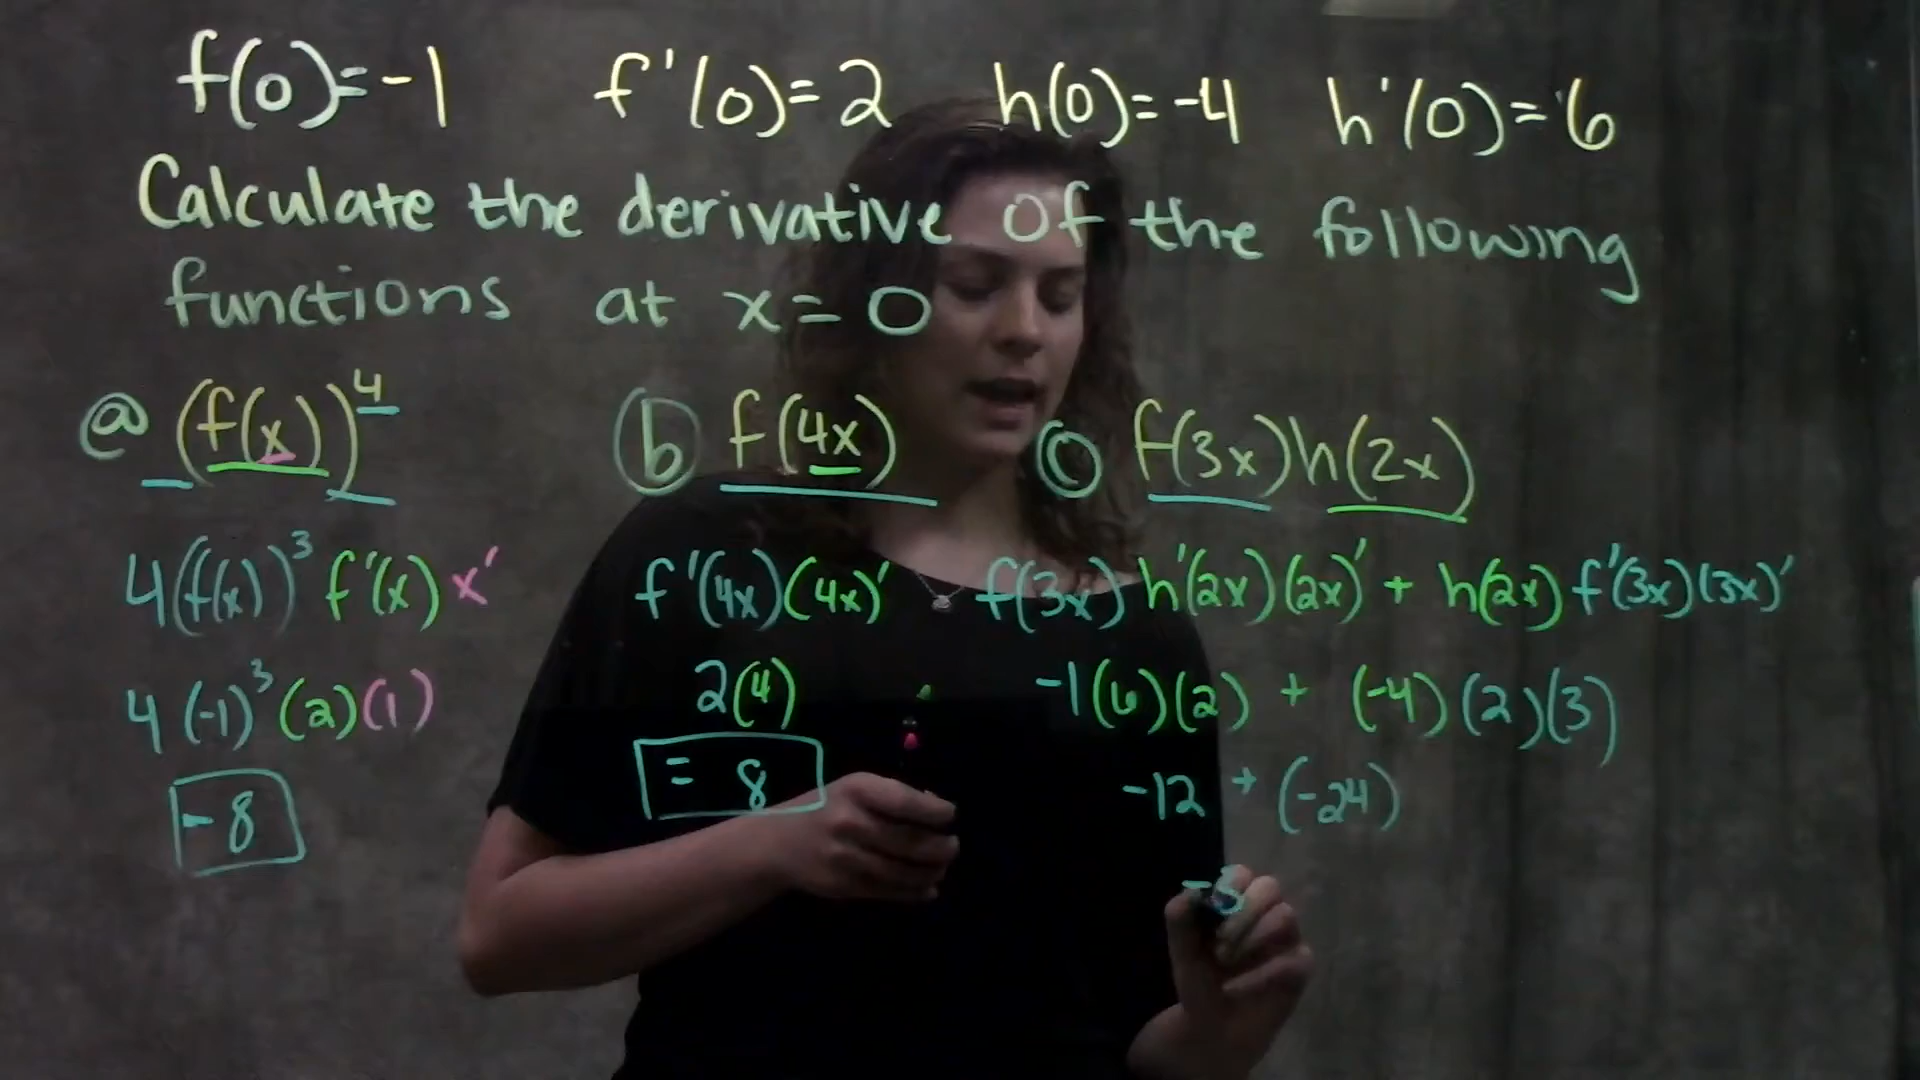 f(0)=-1 f'(0)=2 h(0)=-4 h'(0)=6
Calculate the derivative of the following
functions at x=0
ⓐ (f(x))⁴
4(f(x))³ f'(x) x'
4(-1)³(2)(1)
-8
ⓑ f(4x)
f'(4x)(4x)'
2(4)
= 8
ⓒ f(3x)h(2x)
f(3x) h'(2x)(2x)' + h(2x) f'(3x)(3x)'
-1(6)(2) + (-4)(2)(3)
-12 + (-24)
-3